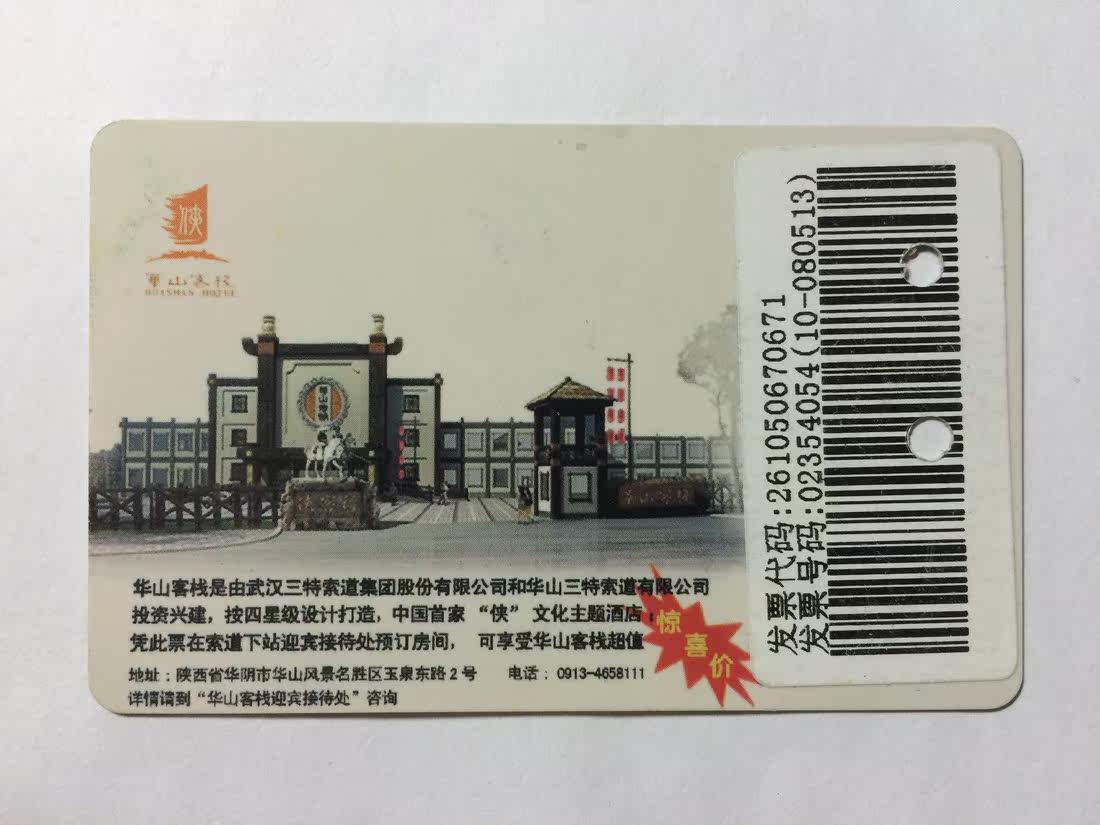 侠
華山客栈
HUASHAN HOTEL
华山客栈是由武汉三特索道集团股份有限公司和华山三特索道有限公司
投资兴建，按四星级设计打造，中国首家“侠”文化主题酒店；
凭此票在索道下站迎宾接待处预订房间， 可享受华山客栈超值
惊喜价
地址：陕西省华阴市华山风景名胜区玉泉东路2号 电话：0913-4658111
详情请到“华山客栈迎宾接待处”咨询
发票代码:261050670671
发票号码:02354054(10-080513)